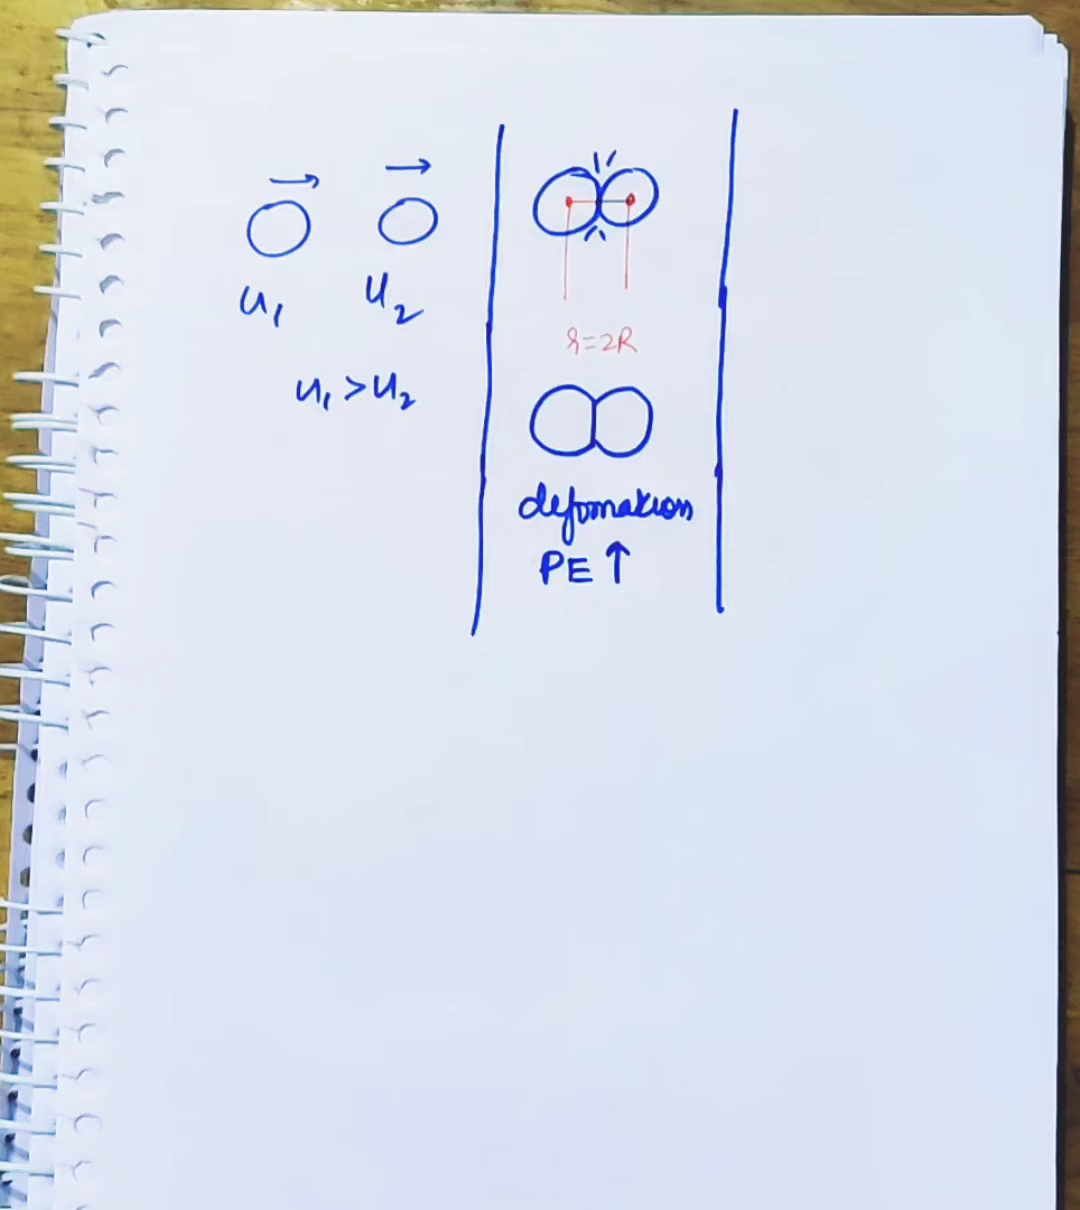 u₁ u₂
u₁ > u₂
r = 2R
deformation
PE ↑